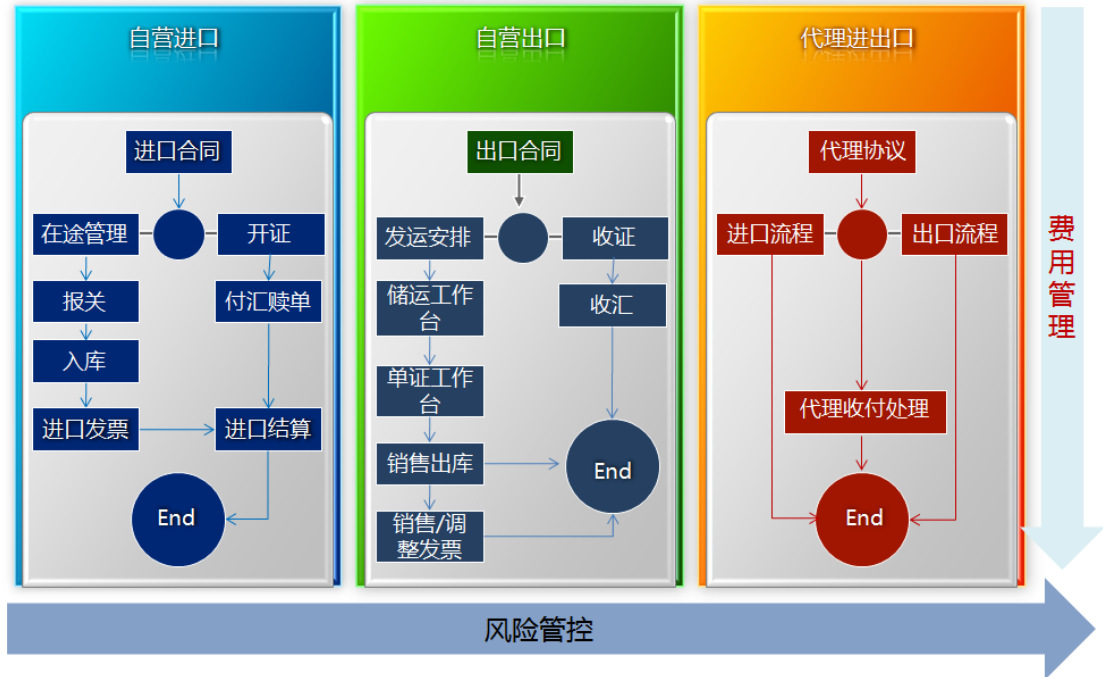 自营进口
进口合同
在途管理
开证
报关
付汇赎单
入库
进口发票
进口结算
End
自营出口
出口合同
发运安排
收证
储运工作
台
收汇
单证工作
台
销售出库
End
销售/调
整发票
代理进出口
代理协议
进口流程
出口流程
代理收付处理
End
费
用
管
理
风险管控